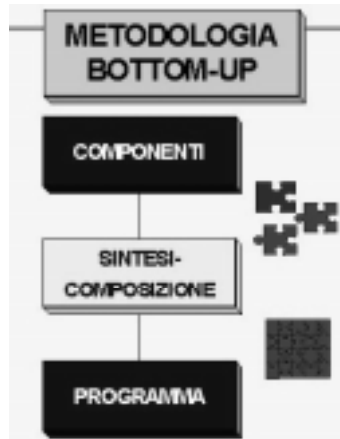 METODOLOGIA
BOTTOM-UP
COMPONENTI
SINTESI-
COMPOSIZIONE
PROGRAMMA